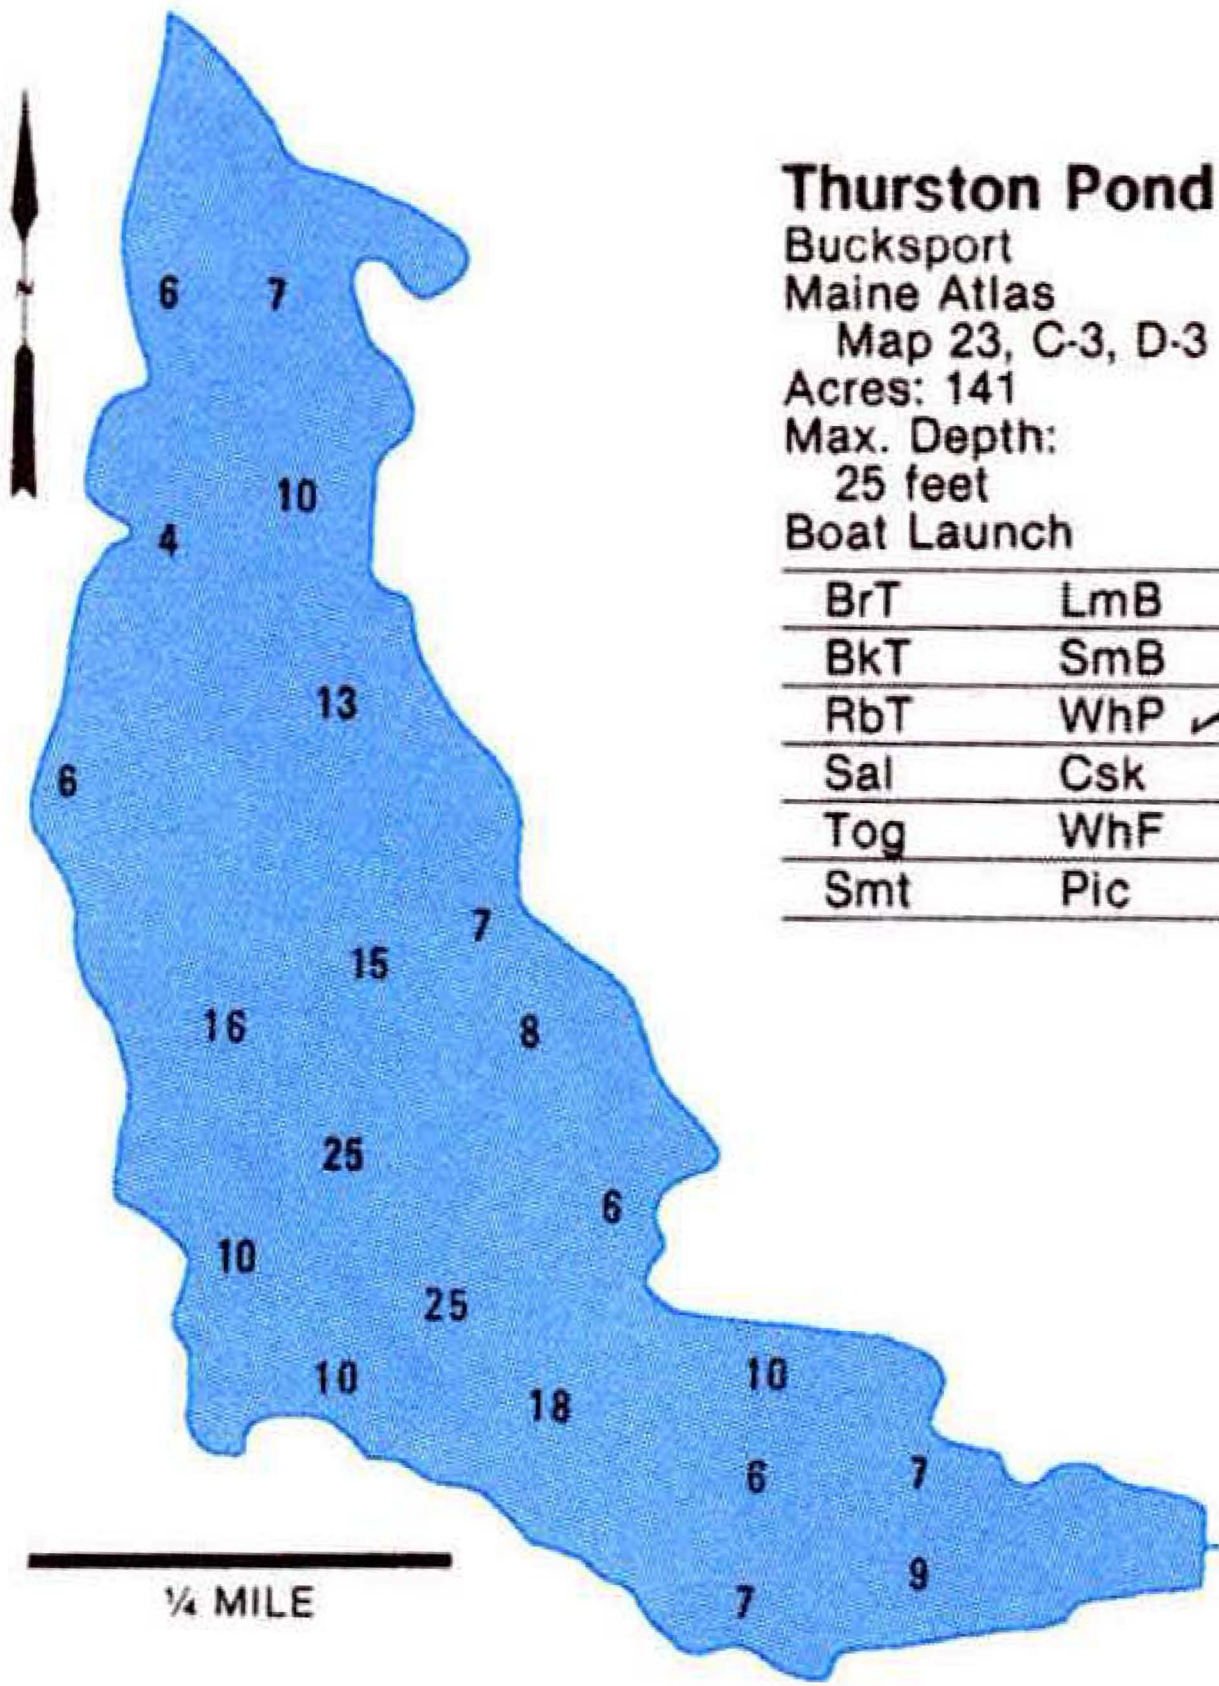 Thurston Pond
Bucksport
Maine Atlas
Map 23, C-3, D-3
Acres: 141
Max. Depth:
25 feet
Boat Launch
BrT LmB
BkT SmB
RbT WhP ✓
Sal Csk
Tog WhF
Smt Pic
N
6 7
10
4
13
6
7
15
16 8
25
6
10
25
10 10
18
6 7
9
7
¼ MILE